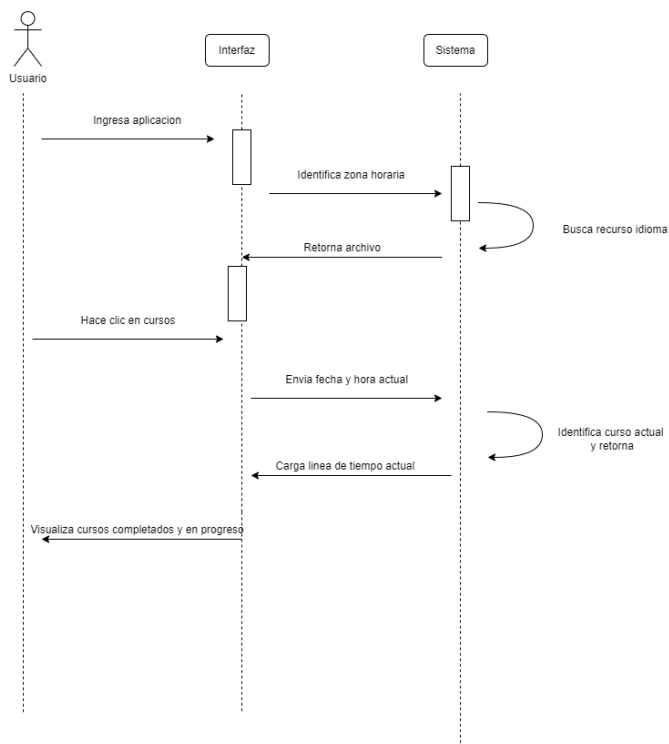 Usuario
Interfaz
Sistema
Ingresa aplicacion
Identifica zona horaria
Busca recurso idioma
Retorna archivo
Hace clic en cursos
Envia fecha y hora actual
Identifica curso actual
y retorna
Carga linea de tiempo actual
Visualiza cursos completados y en progreso